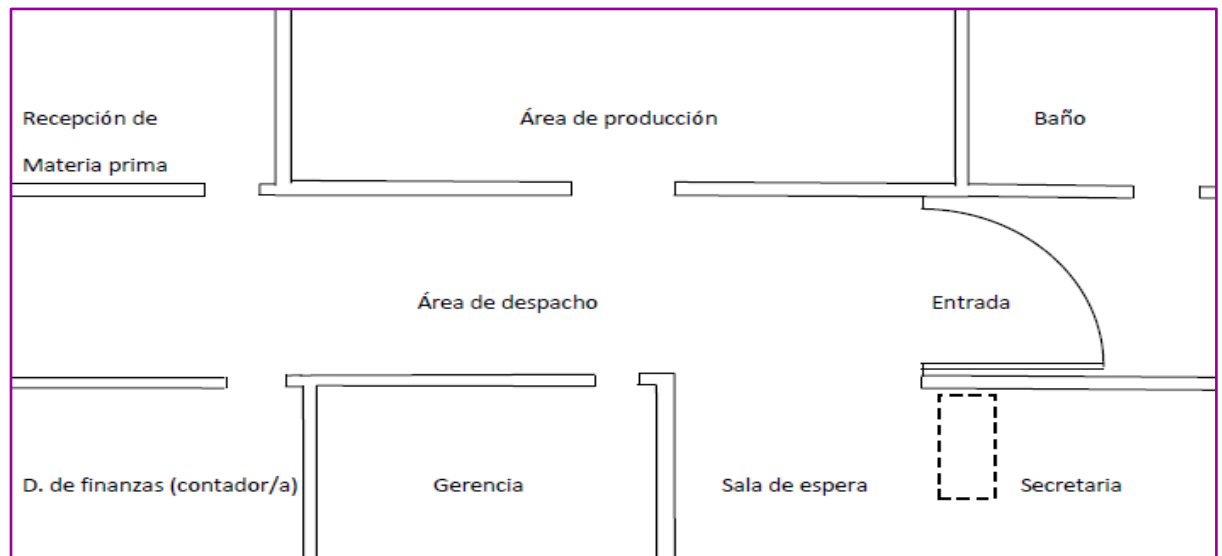 Recepción de
Materia prima
Área de producción
Baño
Área de despacho
Entrada
D. de finanzas (contador/a)
Gerencia
Sala de espera
Secretaria